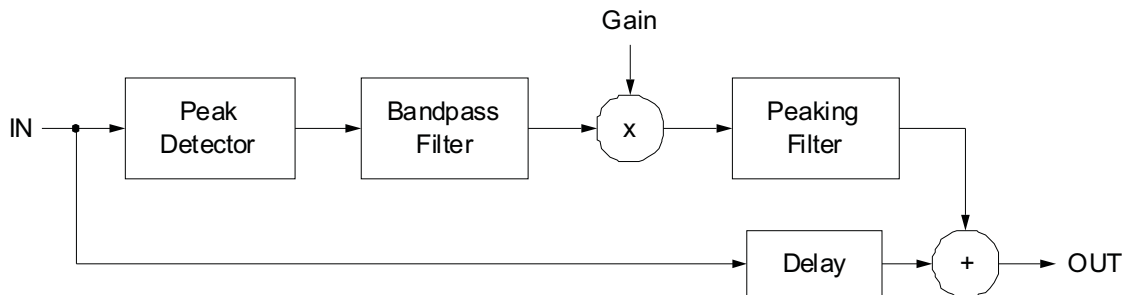 Gain
IN
Peak
Detector
Bandpass
Filter
x
Peaking
Filter
Delay
+
OUT